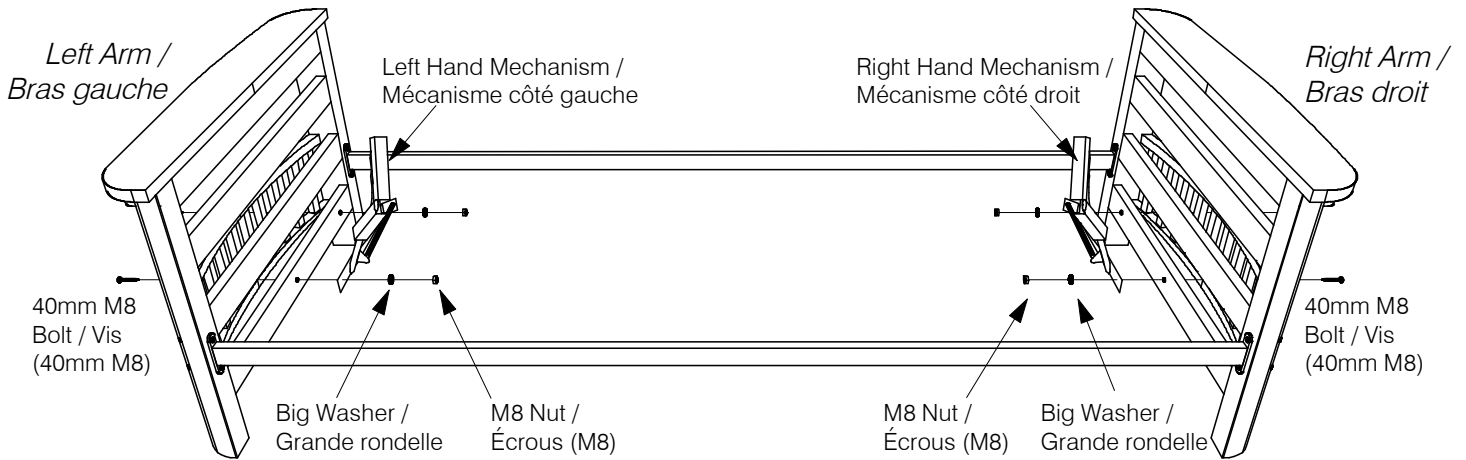 Left Arm /
Bras gauche
Left Hand Mechanism /
Mécanisme côté gauche
Right Hand Mechanism /
Mécanisme côté droit
Right Arm /
Bras droit
40mm M8
Bolt / Vis
(40mm M8)
40mm M8
Bolt / Vis
(40mm M8)
Big Washer /
Grande rondelle
M8 Nut /
Écrous (M8)
M8 Nut /
Écrous (M8)
Big Washer /
Grande rondelle